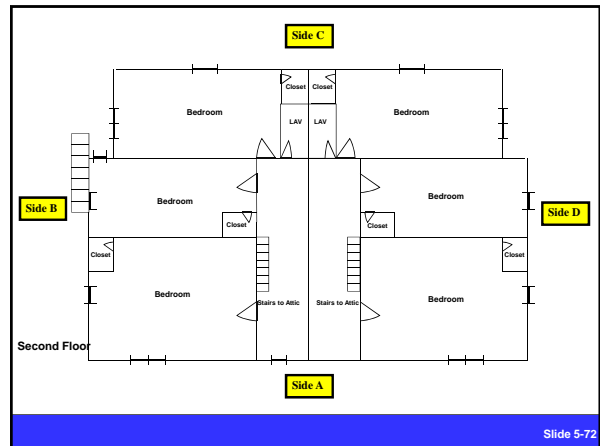 Side C
Closet Closet
Bedroom Bedroom
LAV LAV
Side B Bedroom Bedroom Side D
Closet Closet
Closet Closet
Bedroom Bedroom
Stairs to Attic Stairs to Attic
Second Floor
Side A
Slide 5-72